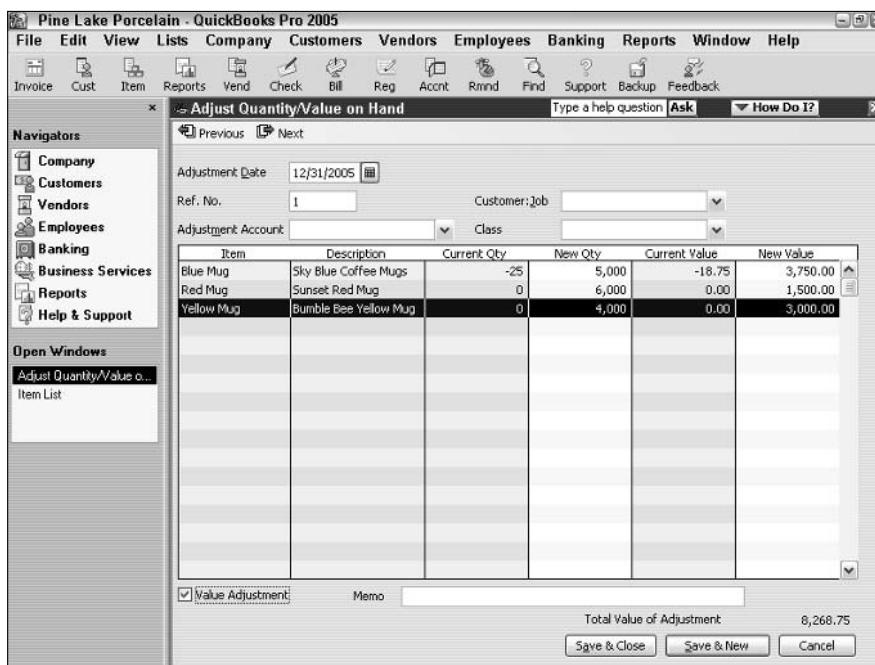 Pine Lake Porcelain - QuickBooks Pro 2005
File Edit View Lists Company Customers Vendors Employees Banking Reports Window Help
Invoice Cust Item Reports Vend Check Bill Reg Accnt Rmnd Find Support Backup Feedback
Adjust Quantity/Value on Hand Type a help question Ask How Do I?
Previous Next
Navigators
Company
Customers
Vendors
Employees
Banking
Business Services
Reports
Help & Support
Open Windows
Adjust Quantity/Value o...
Item List
Adjustment Date 12/31/2005
Ref. No. 1 Customer:Job
Adjustment Account Class
Item Description Current Qty New Qty Current Value New Value
Blue Mug Sky Blue Coffee Mugs -25 5,000 -18.75 3,750.00
Red Mug Sunset Red Mug 0 6,000 0.00 1,500.00
Yellow Mug Bumble Bee Yellow Mug 0 4,000 0.00 3,000.00
Value Adjustment Memo
Total Value of Adjustment 8,268.75
Save & Close Save & New Cancel